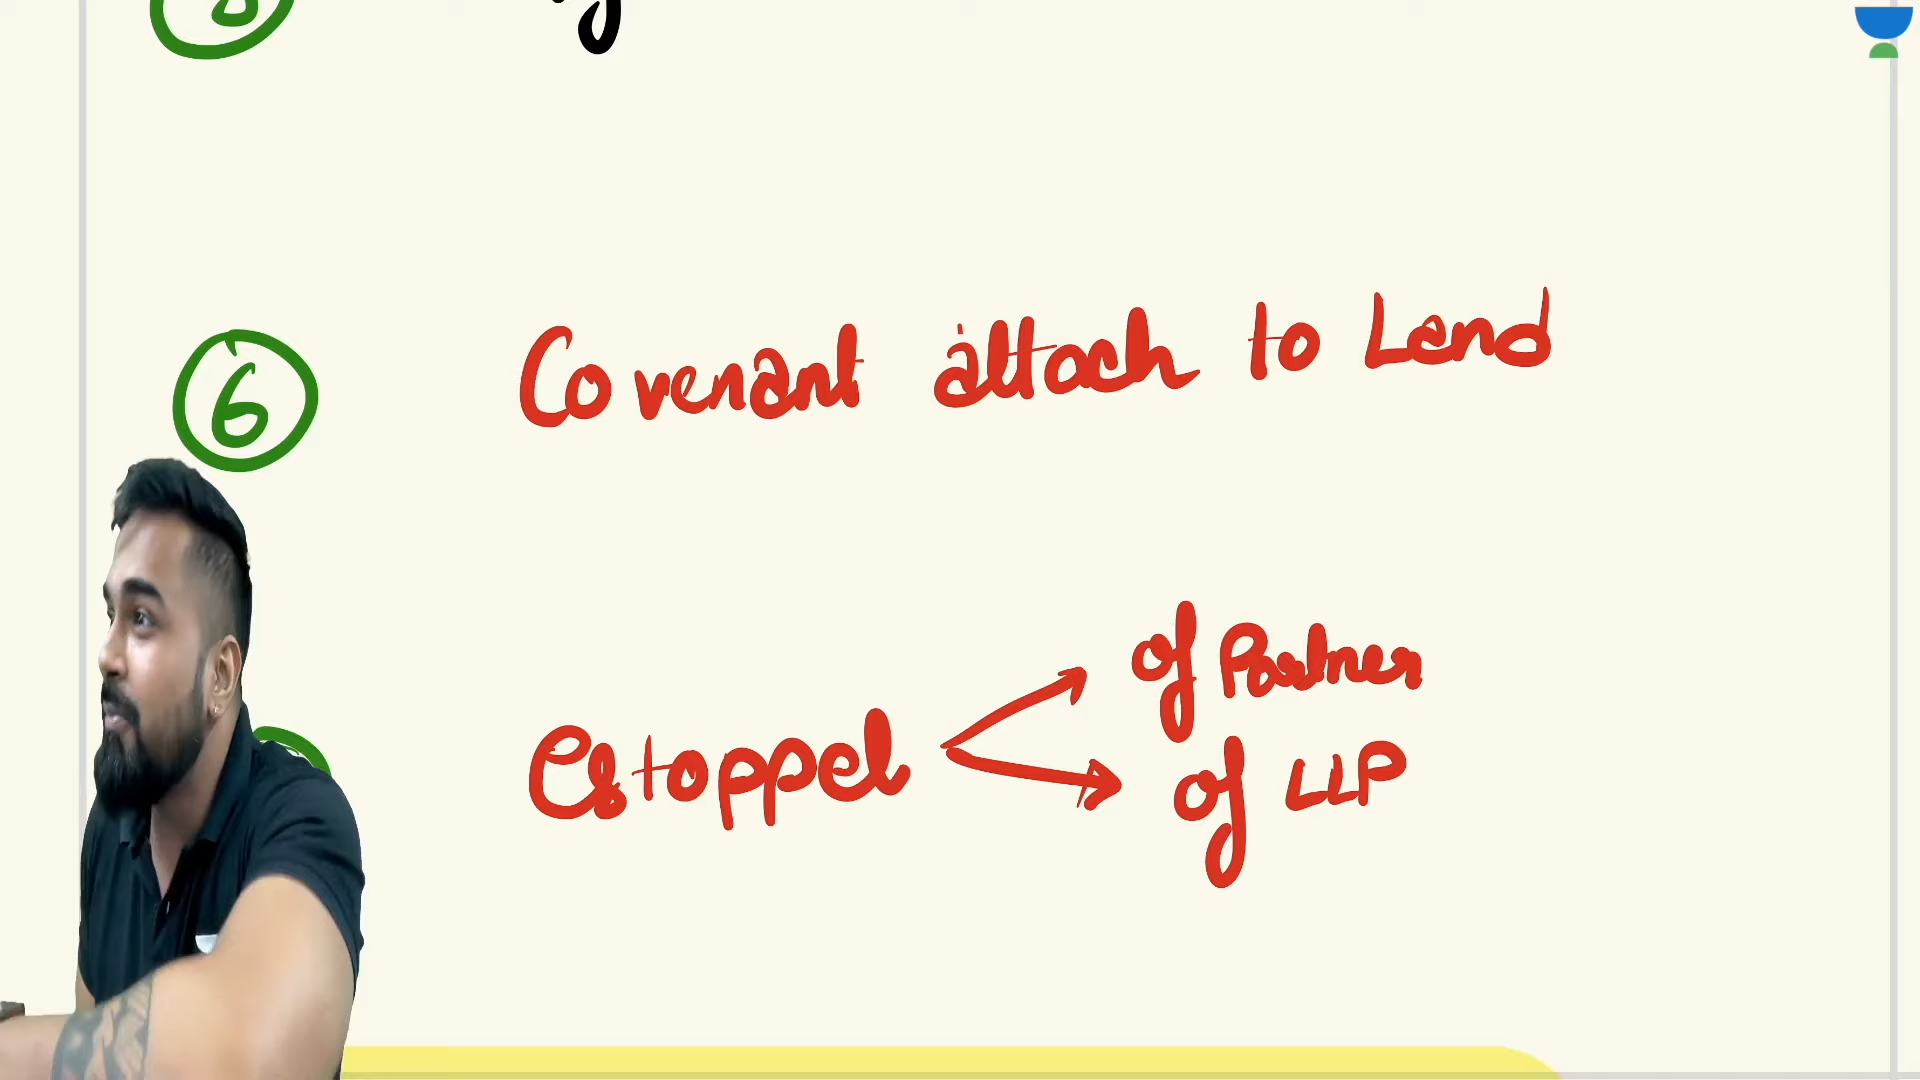 6 Covenant attach to Land
of Partner
Estoppel
of LLP